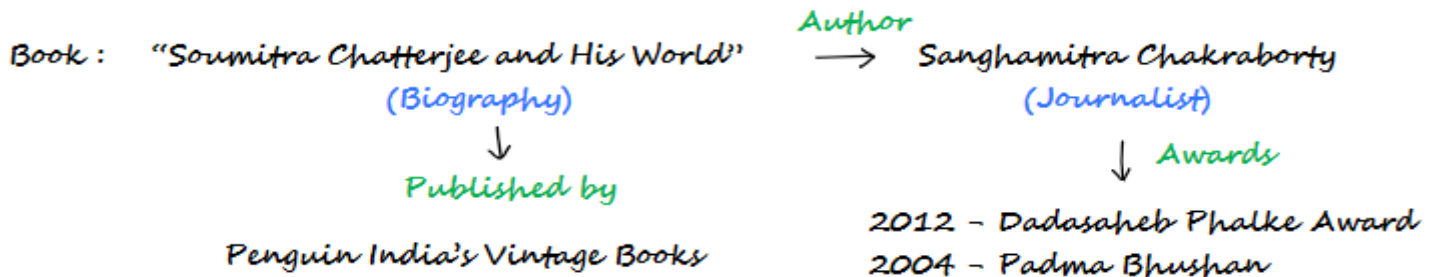 Author
Book : "Soumitra Chatterjee and His World" → Sanghamitra Chakraborty
(Biography) (Journalist)
↓ ↓ Awards
Published by
2012 - Dadasaheb Phalke Award
Penguin India's Vintage Books
2004 - Padma Bhushan